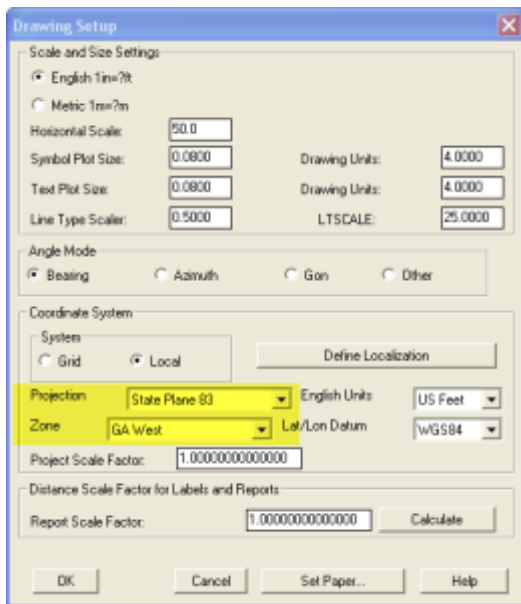 Drawing Setup
Scale and Size Settings
English 1in=?ft
Metric 1m=?m
Horizontal Scale: 50.0
Symbol Plot Size: 0.0800 Drawing Units: 4.0000
Text Plot Size: 0.0800 Drawing Units: 4.0000
Line Type Scaler: 0.5000 LTSCALE: 25.0000
Angle Mode
Bearing Azimuth Gon Other
Coordinate System
System
Grid Local Define Localization
Projection State Plane 83 English Units US Feet
Zone GA West Lat/Lon Datum WGS84
Project Scale Factor: 1.00000000000000
Distance Scale Factor for Labels and Reports
Report Scale Factor: 1.00000000000000 Calculate
OK Cancel Set Paper... Help